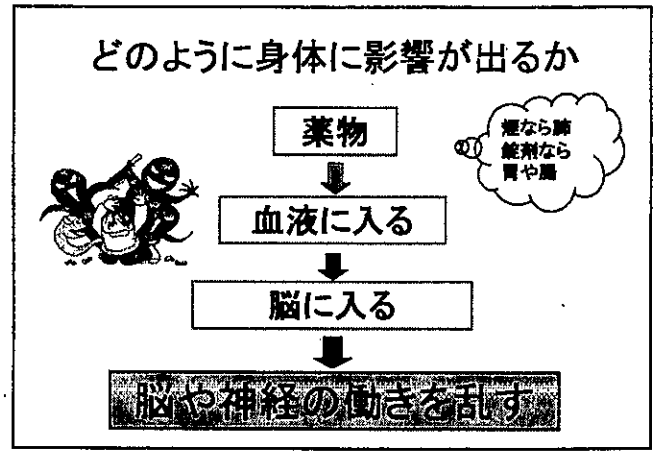 どのように身体に影響が出るか
薬物
煙なら肺
錠剤なら
胃や腸
血液に入る
脳に入る
脳や神経の働きを乱す